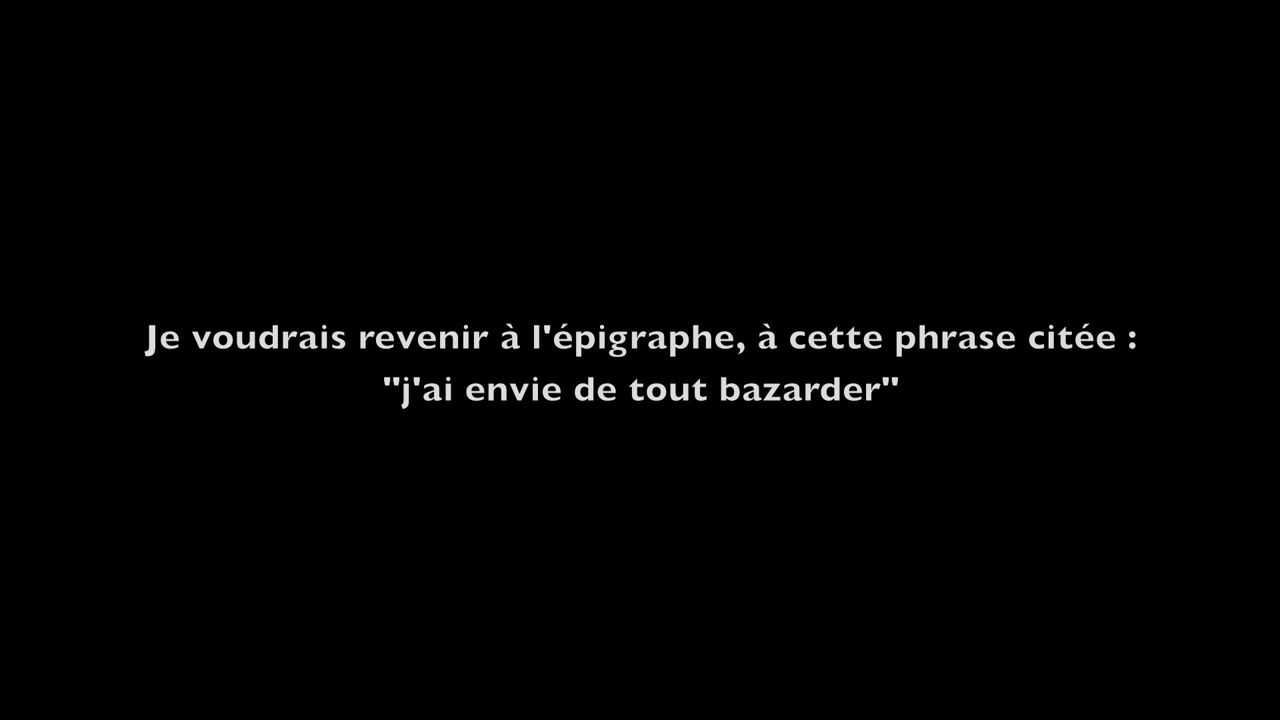 Je voudrais revenir à l'épigraphe, à cette phrase citée :
"j'ai envie de tout bazarder"